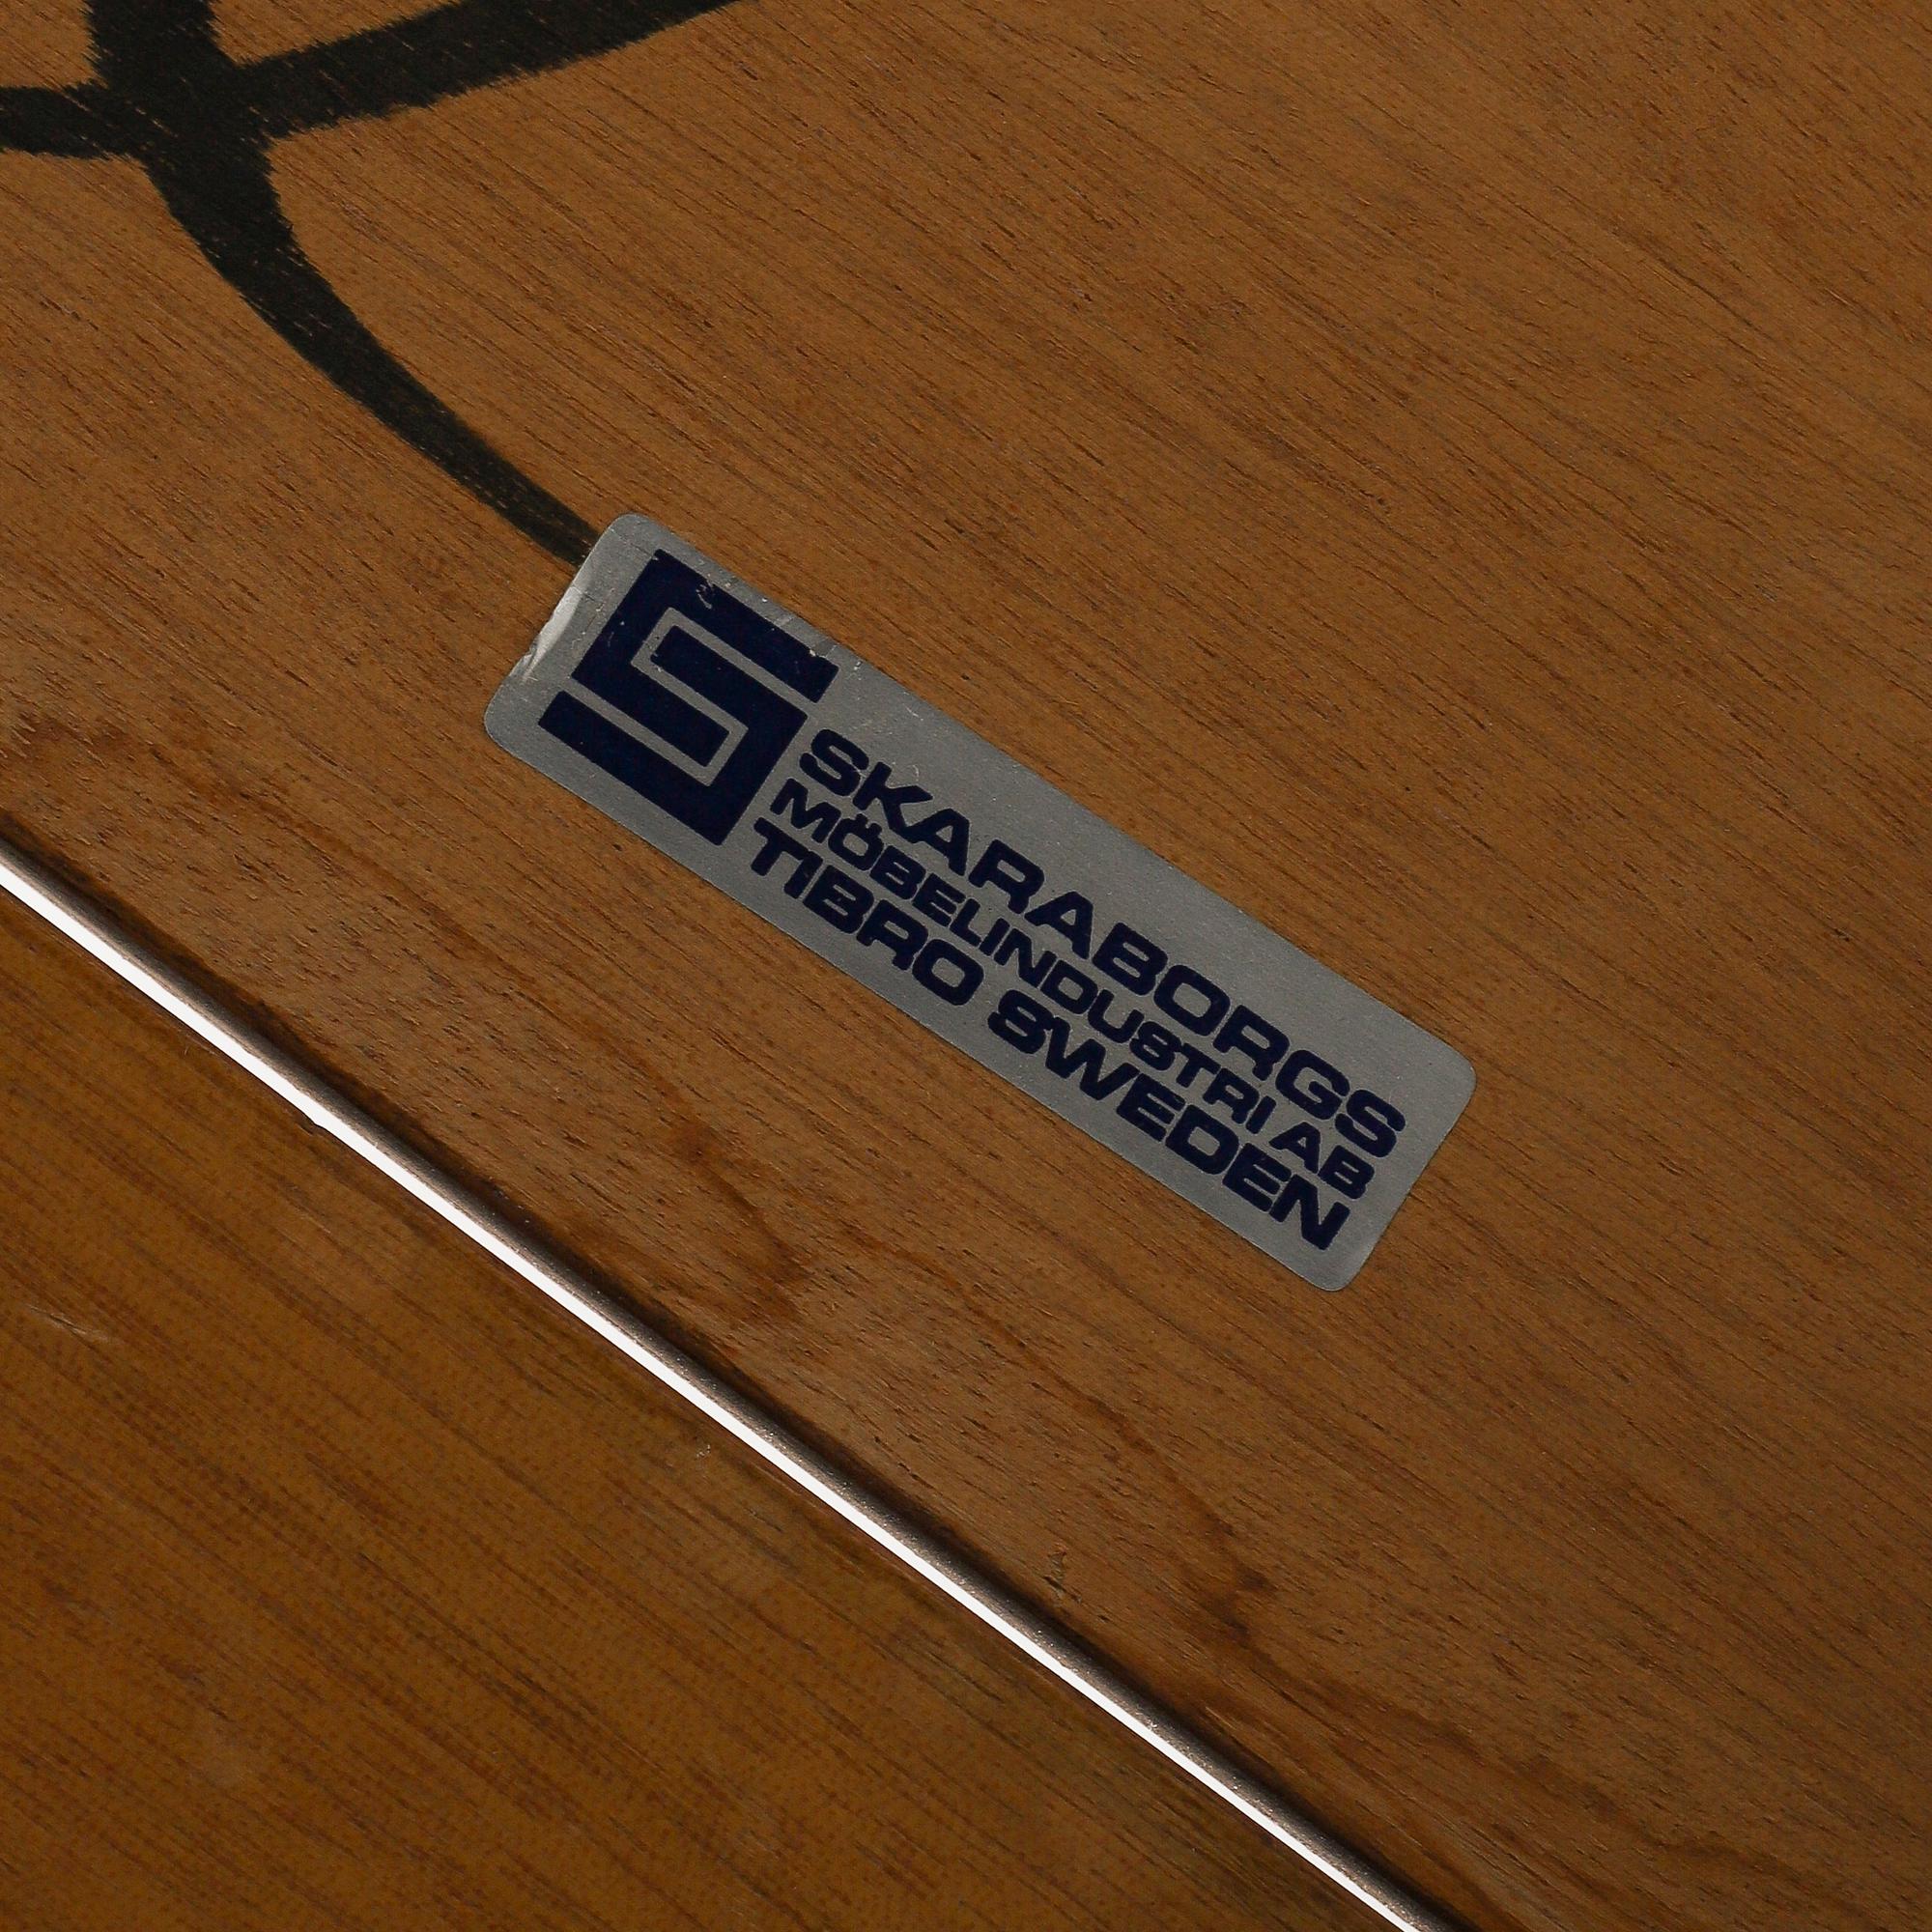 S
SKARABORGS
MÖBELINDUSTRI AB
TIBRO SWEDEN